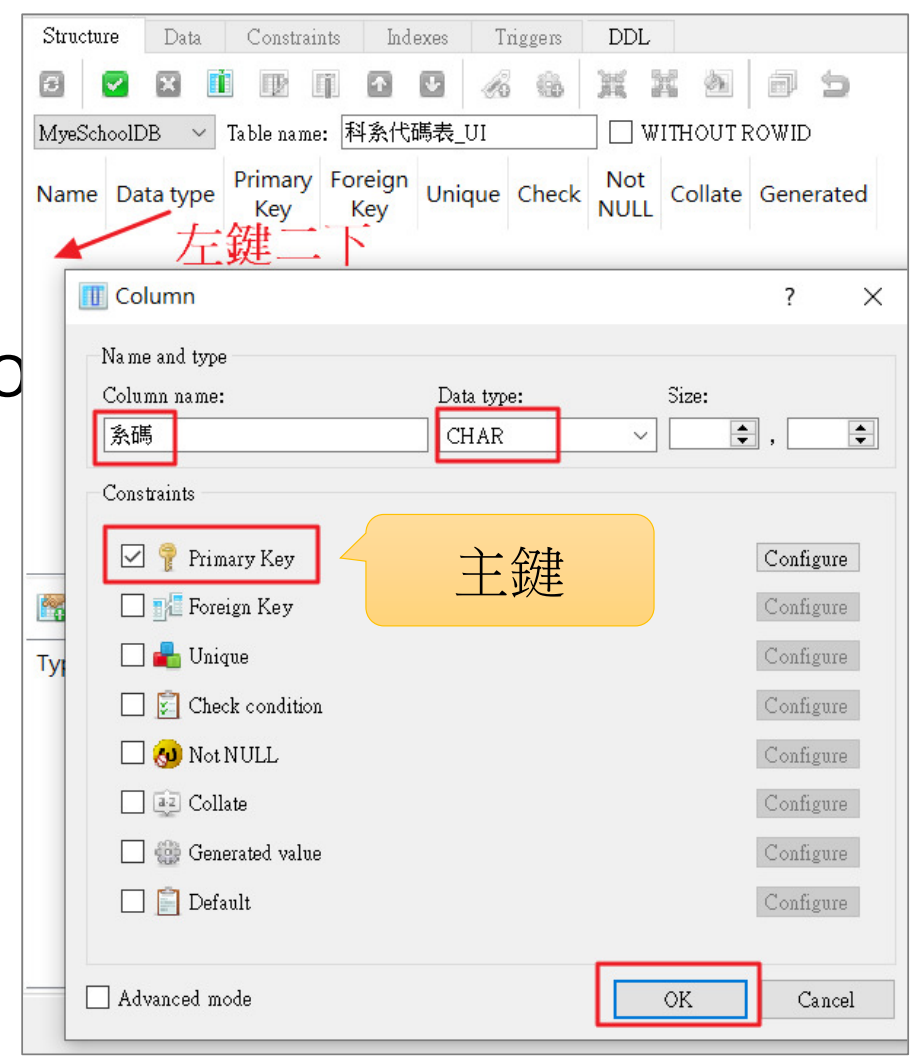 Structure Data Constraints Indexes Triggers DDL
MyeSchoolDB Table name: 科系代碼表_UI WITHOUT ROWID
Name Data type Primary Key Foreign Key Unique Check Not NULL Collate Generated
左鍵二下
Column ? ×
Name and type
Column name: Data type: Size:
系碼 CHAR ,
Constraints
Primary Key Configure
主鍵
Foreign Key Configure
Unique Configure
Check condition Configure
Not NULL Configure
Collate Configure
Generated value Configure
Default Configure
Advanced mode OK Cancel